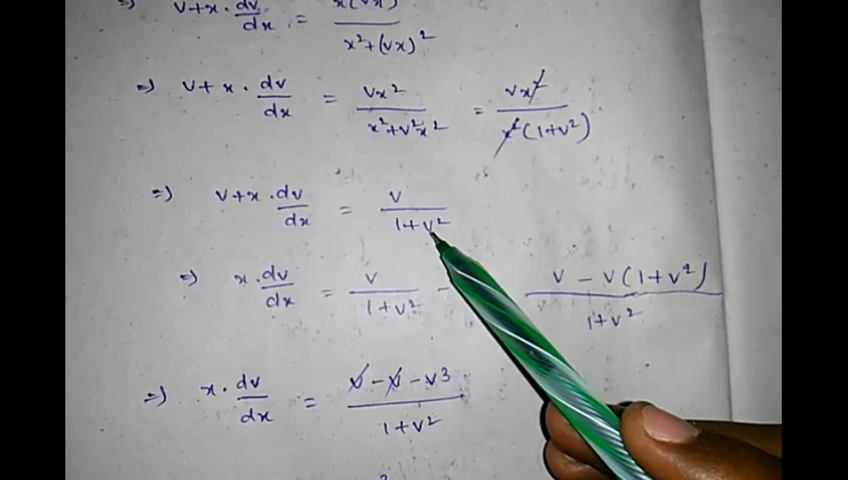 =) v+x. dv/dx = x(vx)/x²+(vx)²
=) v+x. dv/dx = vx²/x²+v²x² = vx²/x²(1+v²)
=) v+x. dv/dx = v/1+v²
=) x. dv/dx = v/1+v² - v - v(1+v²)/1+v²
=) x. dv/dx = v-v-v³/1+v²